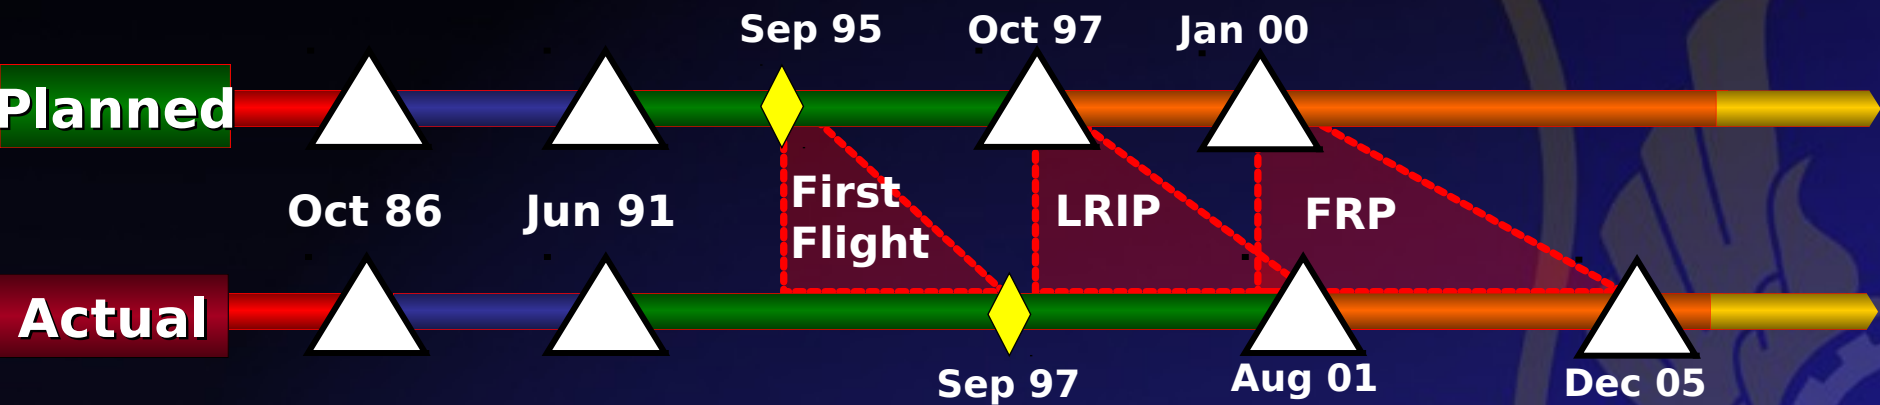 Sep 95
Oct 97
Jan 00
Planned
Oct 86
Jun 91
First
Flight
LRIP
FRP
Actual
Sep 97
Aug 01
Dec 05